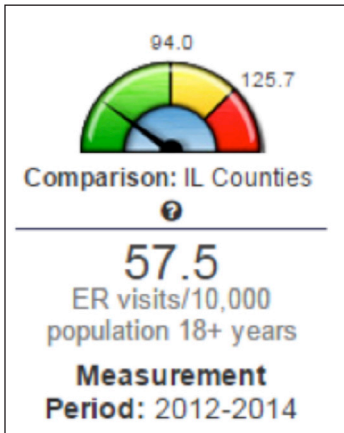 94.0
125.7
Comparison: IL Counties
?
57.5
ER visits/10,000
population 18+ years
Measurement
Period: 2012-2014